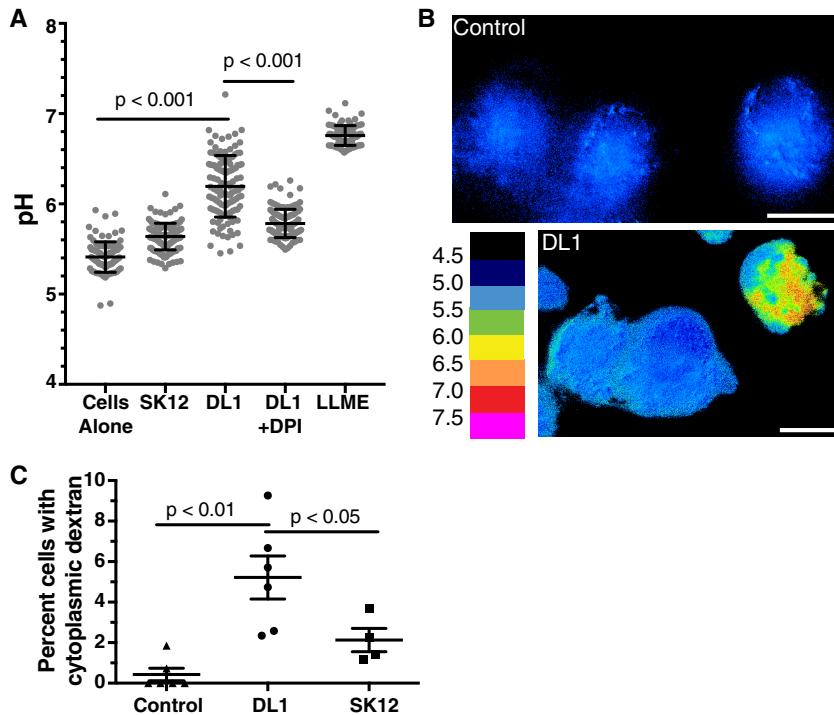 A
8
7
6
5
4
pH
p < 0.001
p < 0.001
Cells
Alone
SK12
DL1
DL1
+DPI
LLME
B
Control
DL1
4.5
5.0
5.5
6.0
6.5
7.0
7.5
C
Percent cells with
cytoplasmic dextran
10
8
6
4
2
0
p < 0.01
p < 0.05
Control
DL1
SK12